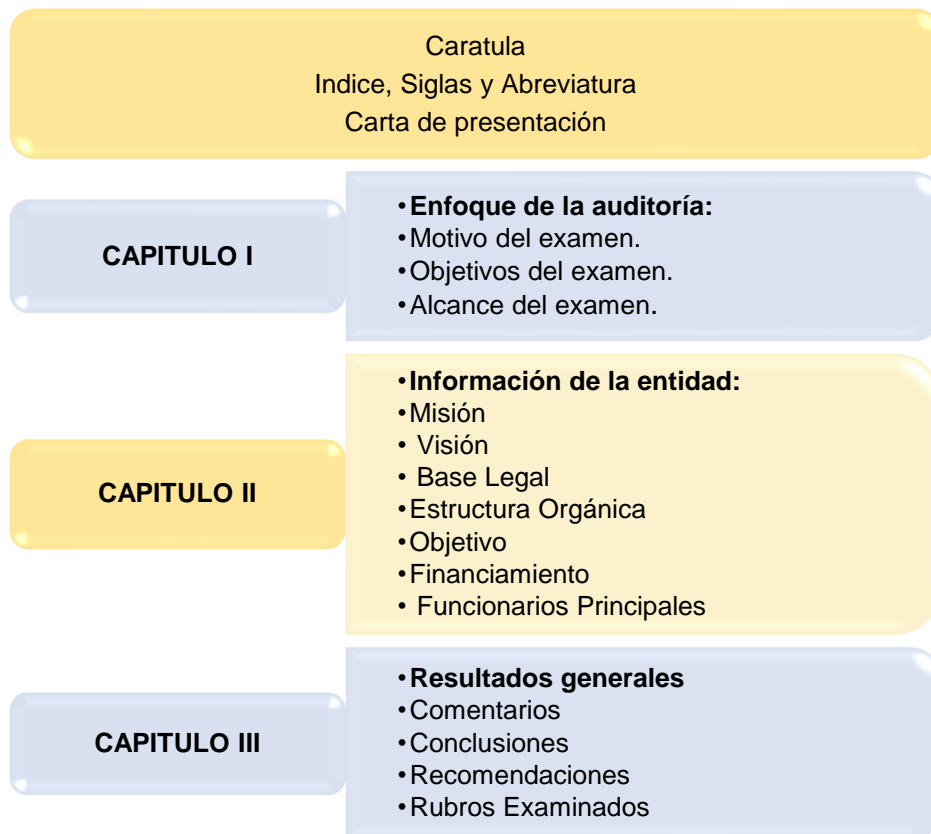 Caratula
Indice, Siglas y Abreviatura
Carta de presentación
CAPITULO I
•Enfoque de la auditoría:
•Motivo del examen.
•Objetivos del examen.
•Alcance del examen.
CAPITULO II
•Información de la entidad:
•Misión
• Visión
• Base Legal
•Estructura Orgánica
•Objetivo
•Financiamiento
• Funcionarios Principales
CAPITULO III
•Resultados generales
•Comentarios
•Conclusiones
•Recomendaciones
•Rubros Examinados